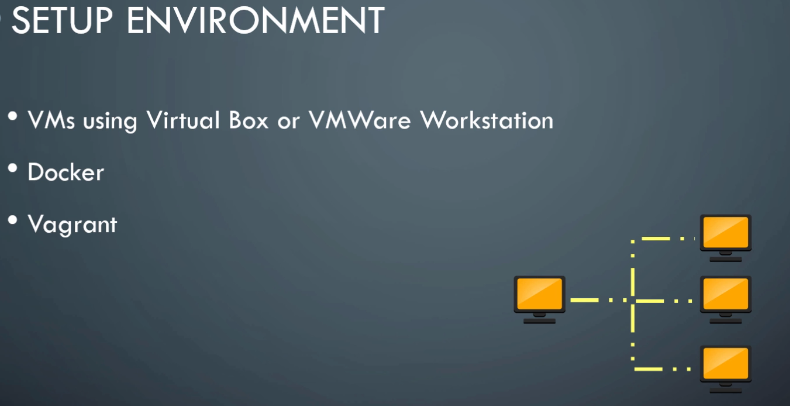 SETUP ENVIRONMENT
• VMs using Virtual Box or VMWare Workstation
• Docker
• Vagrant